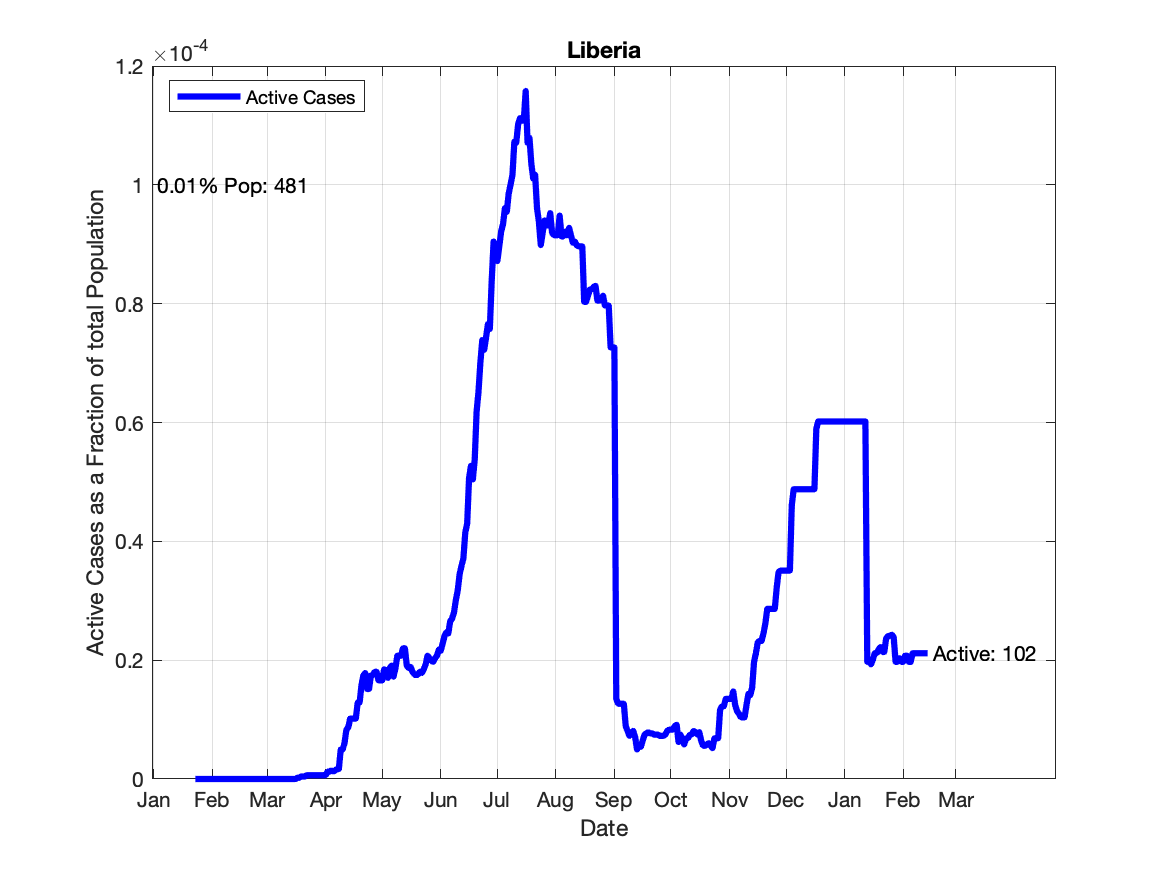 Liberia
×10-4
Active Cases
1.2
1
0.8
0.6
0.4
0.2
0
0.01% Pop: 481
Active: 102
Active Cases as a Fraction of total Population
Jan Feb Mar Apr May Jun Jul Aug Sep Oct Nov Dec Jan Feb Mar
Date